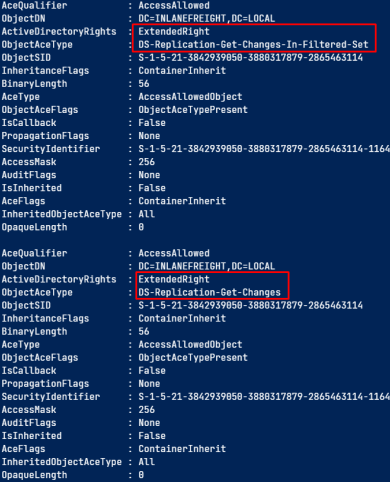 AceQualifier : AccessAllowed
ObjectDN : DC=INLANEFREIGHT,DC=LOCAL
ActiveDirectoryRights : ExtendedRight
ObjectAceType : DS-Replication-Get-Changes-In-Filtered-Set
ObjectSID : S-1-5-21-3842939050-3880317879-2865463114
InheritanceFlags : ContainerInherit
BinaryLength : 56
AceType : AccessAllowedObject
ObjectAceFlags : ObjectAceTypePresent
IsCallback : False
PropagationFlags : None
SecurityIdentifier : S-1-5-21-3842939050-3880317879-2865463114-1164
AccessMask : 256
AuditFlags : None
IsInherited : False
AceFlags : ContainerInherit
InheritedObjectAceType : All
OpaqueLength : 0
AceQualifier : AccessAllowed
ObjectDN : DC=INLANEFREIGHT,DC=LOCAL
ActiveDirectoryRights : ExtendedRight
ObjectAceType : DS-Replication-Get-Changes
ObjectSID : S-1-5-21-3842939050-3880317879-2865463114
InheritanceFlags : ContainerInherit
BinaryLength : 56
AceType : AccessAllowedObject
ObjectAceFlags : ObjectAceTypePresent
IsCallback : False
PropagationFlags : None
SecurityIdentifier : S-1-5-21-3842939050-3880317879-2865463114-1164
AccessMask : 256
AuditFlags : None
IsInherited : False
AceFlags : ContainerInherit
InheritedObjectAceType : All
OpaqueLength : 0